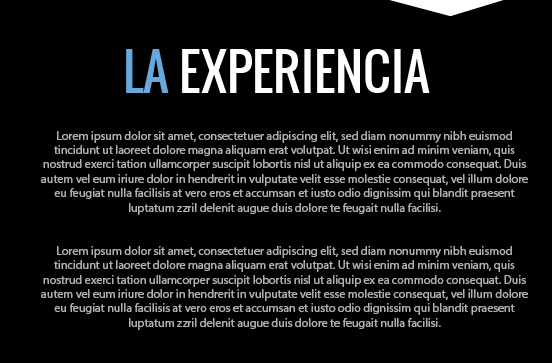 LA EXPERIENCIA
Lorem ipsum dolor sit amet, consectetuer adipiscing elit, sed diam nonummy nibh euismod
tincidunt ut laoreet dolore magna aliquam erat volutpat. Ut wisi enim ad minim veniam, quis
nostrud exerci tation ullamcorper suscipit lobortis nisl ut aliquip ex ea commodo consequat. Duis
autem vel eum iriure dolor in hendrerit in vulputate velit esse molestie consequat, vel illum dolore
eu feugiat nulla facilisis at vero eros et accumsan et iusto odio dignissim qui blandit praesent
luptatum zzril delenit augue duis dolore te feugait nulla facilisi.
Lorem ipsum dolor sit amet, consectetuer adipiscing elit, sed diam nonummy nibh euismod
tincidunt ut laoreet dolore magna aliquam erat volutpat. Ut wisi enim ad minim veniam, quis
nostrud exerci tation ullamcorper suscipit lobortis nisl ut aliquip ex ea commodo consequat. Duis
autem vel eum iriure dolor in hendrerit in vulputate velit esse molestie consequat, vel illum dolore
eu feugiat nulla facilisis at vero eros et accumsan et iusto odio dignissim qui blandit praesent
luptatum zzril delenit augue duis dolore te feugait nulla facilisi.